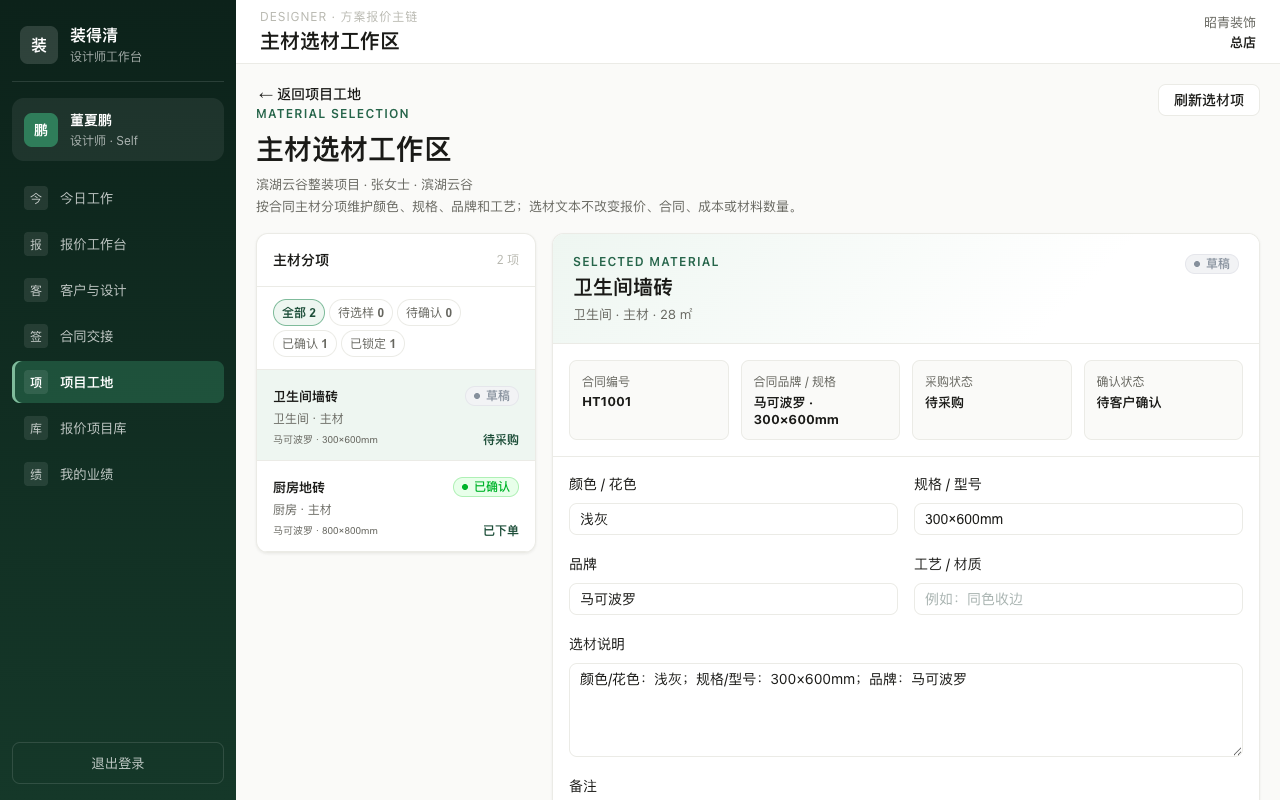 装
装得清
设计师工作台
鹏
董夏鹏
设计师 · Self
今 今日工作
报 报价工作台
客 客户与设计
签 合同交接
项 项目工地
库 报价项目库
绩 我的业绩
退出登录
DESIGNER · 方案报价主链
主材选材工作区
昭青装饰
总店
← 返回项目工地
刷新选材项
MATERIAL SELECTION
主材选材工作区
滨湖云谷整装项目 · 张女士 · 滨湖云谷
按合同主材分项维护颜色、规格、品牌和工艺；选材文本不改变报价、合同、成本或材料数量。
主材分项 2 项
全部 2 待选样 0 待确认 0
已确认 1 已锁定 1
卫生间墙砖 草稿
卫生间 · 主材
马可波罗 · 300×600mm 待采购
厨房地砖 已确认
厨房 · 主材
马可波罗 · 800×800mm 已下单
SELECTED MATERIAL
草稿
卫生间墙砖
卫生间 · 主材 · 28 ㎡
合同编号
HT1001
合同品牌 / 规格
马可波罗 ·
300×600mm
采购状态
待采购
确认状态
待客户确认
颜色 / 花色
浅灰
规格 / 型号
300×600mm
品牌
马可波罗
工艺 / 材质
例如：同色收边
选材说明
颜色/花色：浅灰；规格/型号：300×600mm；品牌：马可波罗
备注